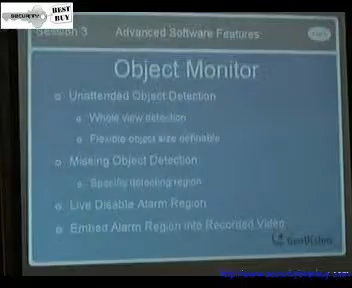 SECURITY BEST BUY
Session 3 Advanced Software Features
Object Monitor
Unattended Object Detection
Whole view detection
Flexible object size definable
Missing Object Detection
Specific detecting region
Live Disable Alarm Region
Embed Alarm Region into Recorded Video
GeoVision